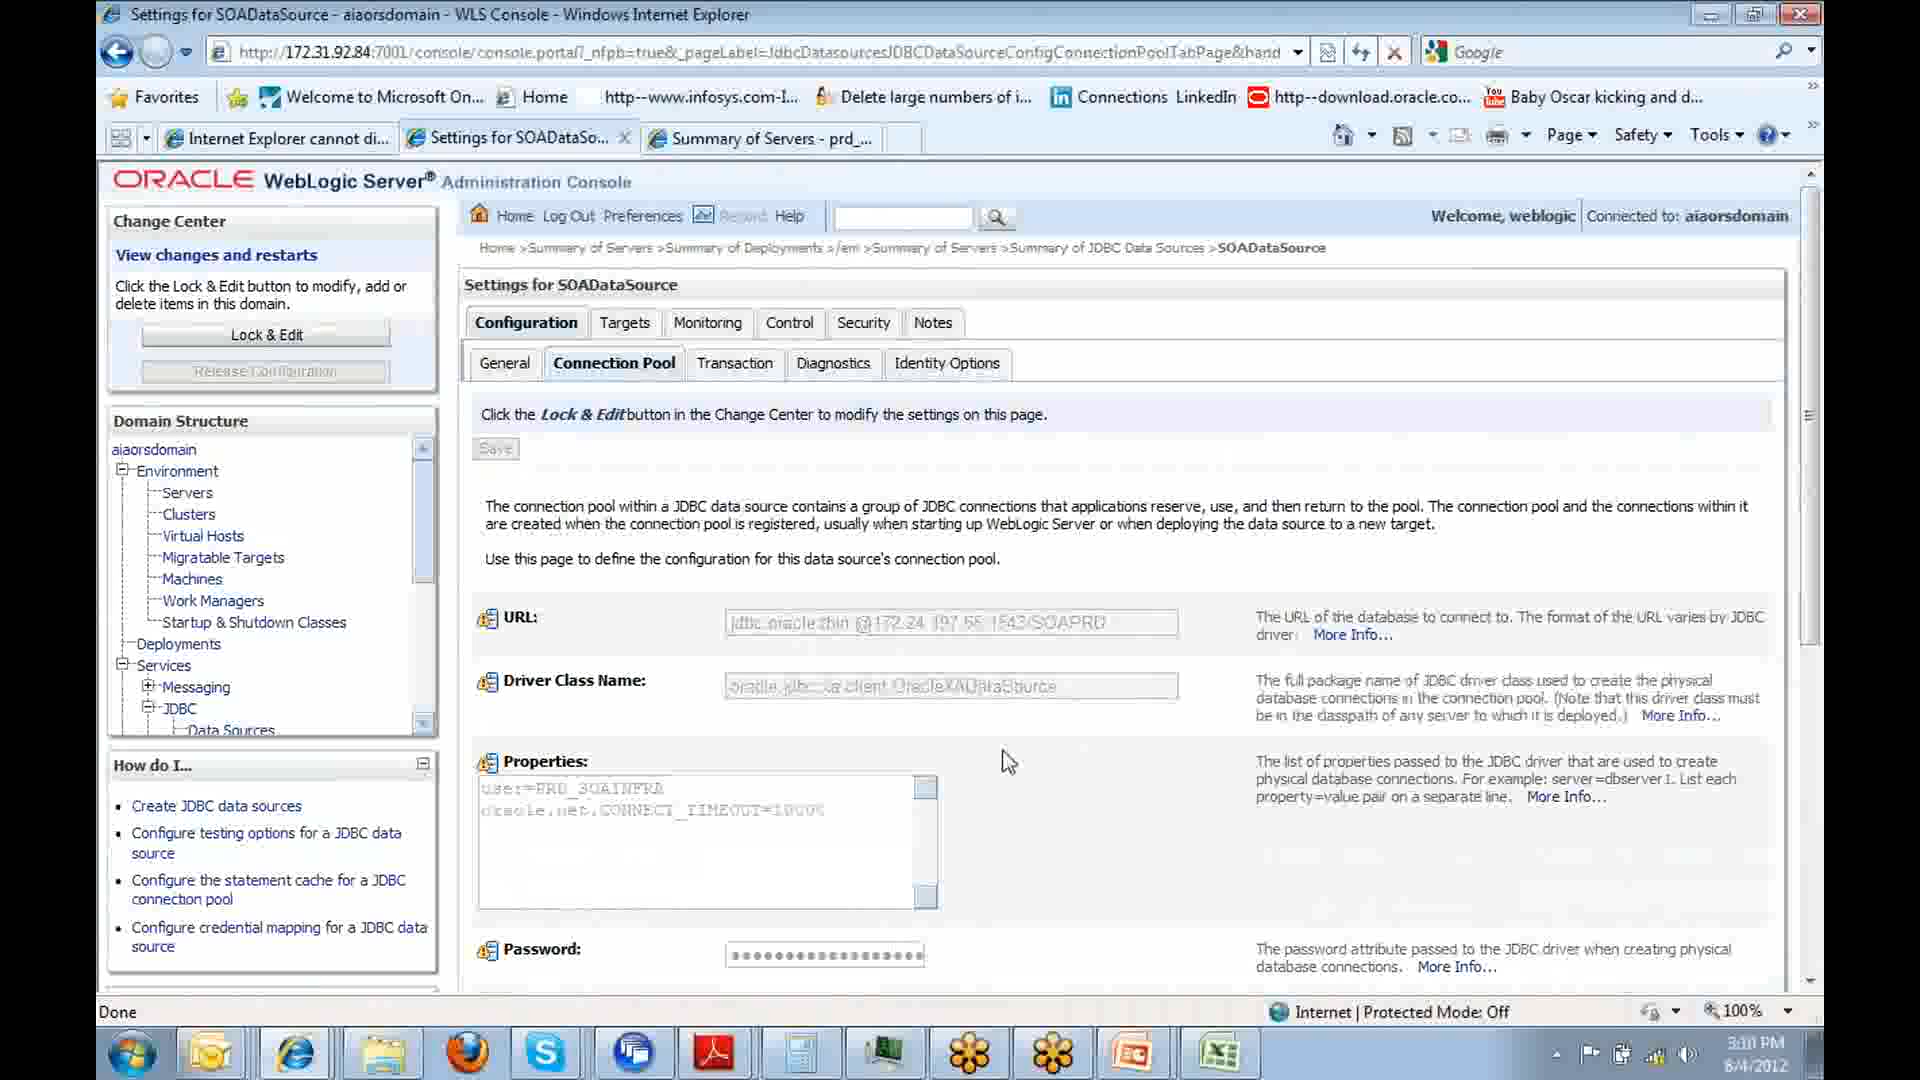 Settings for SOADataSource - aiaorsdomain - WLS Console - Windows Internet Explorer
http://172.31.92.84:7001/console/console.portal?_nfpb=true&_pageLabel=JdbcDatasourcesJDBCDataSourceConfigConnectionPoolTabPage&hand
Google
Favorites
Welcome to Microsoft On...
Home
http--www.infosys.com-I...
Delete large numbers of i...
Connections LinkedIn
http--download.oracle.co...
Baby Oscar kicking and d...
Internet Explorer cannot di...
Settings for SOADataSo...
Summary of Servers - prd_...
Page
Safety
Tools
ORACLE WebLogic Server® Administration Console
Change Center
View changes and restarts
Click the Lock & Edit button to modify, add or
delete items in this domain.
Lock & Edit
Release Configuration
Domain Structure
aiaorsdomain
Environment
Servers
Clusters
Virtual Hosts
Migratable Targets
Machines
Work Managers
Startup & Shutdown Classes
Deployments
Services
Messaging
JDBC
Data Sources
How do I...
Create JDBC data sources
Configure testing options for a JDBC data
source
Configure the statement cache for a JDBC
connection pool
Configure credential mapping for a JDBC data
source
Home Log Out Preferences Record Help
Welcome, weblogic
Connected to: aiaorsdomain
Home >Summary of Servers >Summary of Deployments >/em >Summary of Servers >Summary of JDBC Data Sources >SOADataSource
Settings for SOADataSource
Configuration Targets Monitoring Control Security Notes
General Connection Pool Transaction Diagnostics Identity Options
Click the Lock & Edit button in the Change Center to modify the settings on this page.
Save
The connection pool within a JDBC data source contains a group of JDBC connections that applications reserve, use, and then return to the pool. The connection pool and the connections within it
are created when the connection pool is registered, usually when starting up WebLogic Server or when deploying the data source to a new target.
Use this page to define the configuration for this data source's connection pool.
URL:
The URL of the database to connect to. The format of the URL varies by JDBC
driver. More Info...
Driver Class Name:
oracle.jdbc.xa.client.OracleXADataSource
The full package name of JDBC driver class used to create the physical
database connections in the connection pool. (Note that this driver class must
be in the classpath of any server to which it is deployed.) More Info...
Properties:
user=PRD_SOAINFRA
oracle.net.CONNECT_TIMEOUT=10000
The list of properties passed to the JDBC driver that are used to create
physical database connections. For example: server=dbserver1. List each
property=value pair on a separate line. More Info...
Password:
The password attribute passed to the JDBC driver when creating physical
database connections. More Info...
Done
Internet | Protected Mode: Off
100%
3:10 PM
8/4/2012